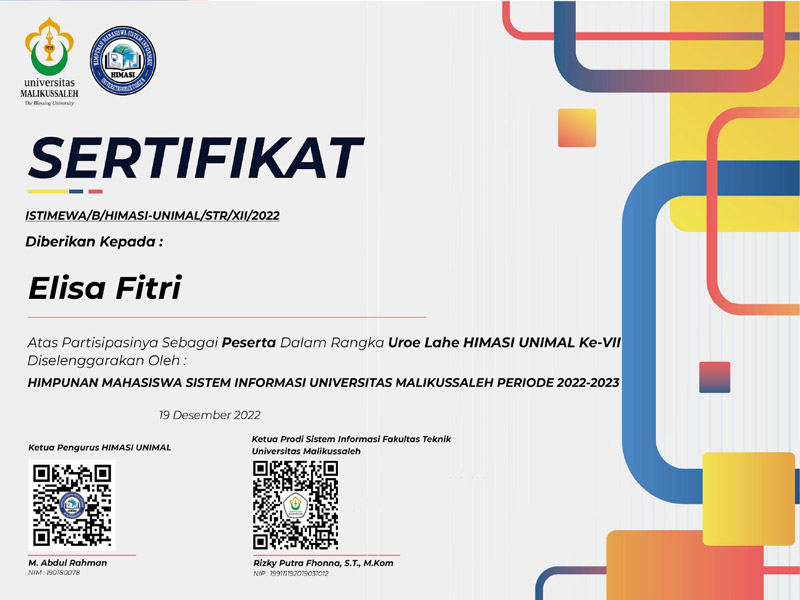 universitas
MALIKUSSALEH
The Blessing University
HIMPUNAN MAHASISWA SISTEM INFORMASI
HIMASI
SERTIFIKAT
ISTIMEWA/B/HIMASI-UNIMAL/STR/XII/2022
Diberikan Kepada :
Elisa Fitri
Atas Partisipasinya Sebagai Peserta Dalam Rangka Uroe Lahe HIMASI UNIMAL Ke-VII
Diselenggarakan Oleh :
HIMPUNAN MAHASISWA SISTEM INFORMASI UNIVERSITAS MALIKUSSALEH PERIODE 2022-2023
19 Desember 2022
Ketua Pengurus HIMASI UNIMAL
Ketua Prodi Sistem Informasi Fakultas Teknik
Universitas Malikussaleh
M. Abdul Rahman
NIM : 190180078
Rizky Putra Fhonna, S.T., M.Kom
NIP : 199111192019031012